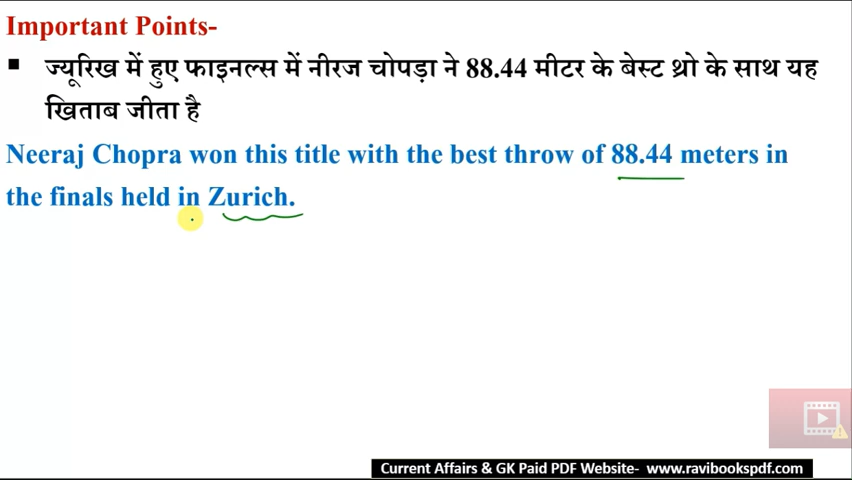 Important Points-
▪ ज्यूरिख में हुए फाइनल्स में नीरज चोपड़ा ने 88.44 मीटर के बेस्ट थ्रो के साथ यह
खिताब जीता है
Neeraj Chopra won this title with the best throw of 88.44 meters in
the finals held in Zurich.
Current Affairs & GK Paid PDF Website- www.ravibookspdf.com